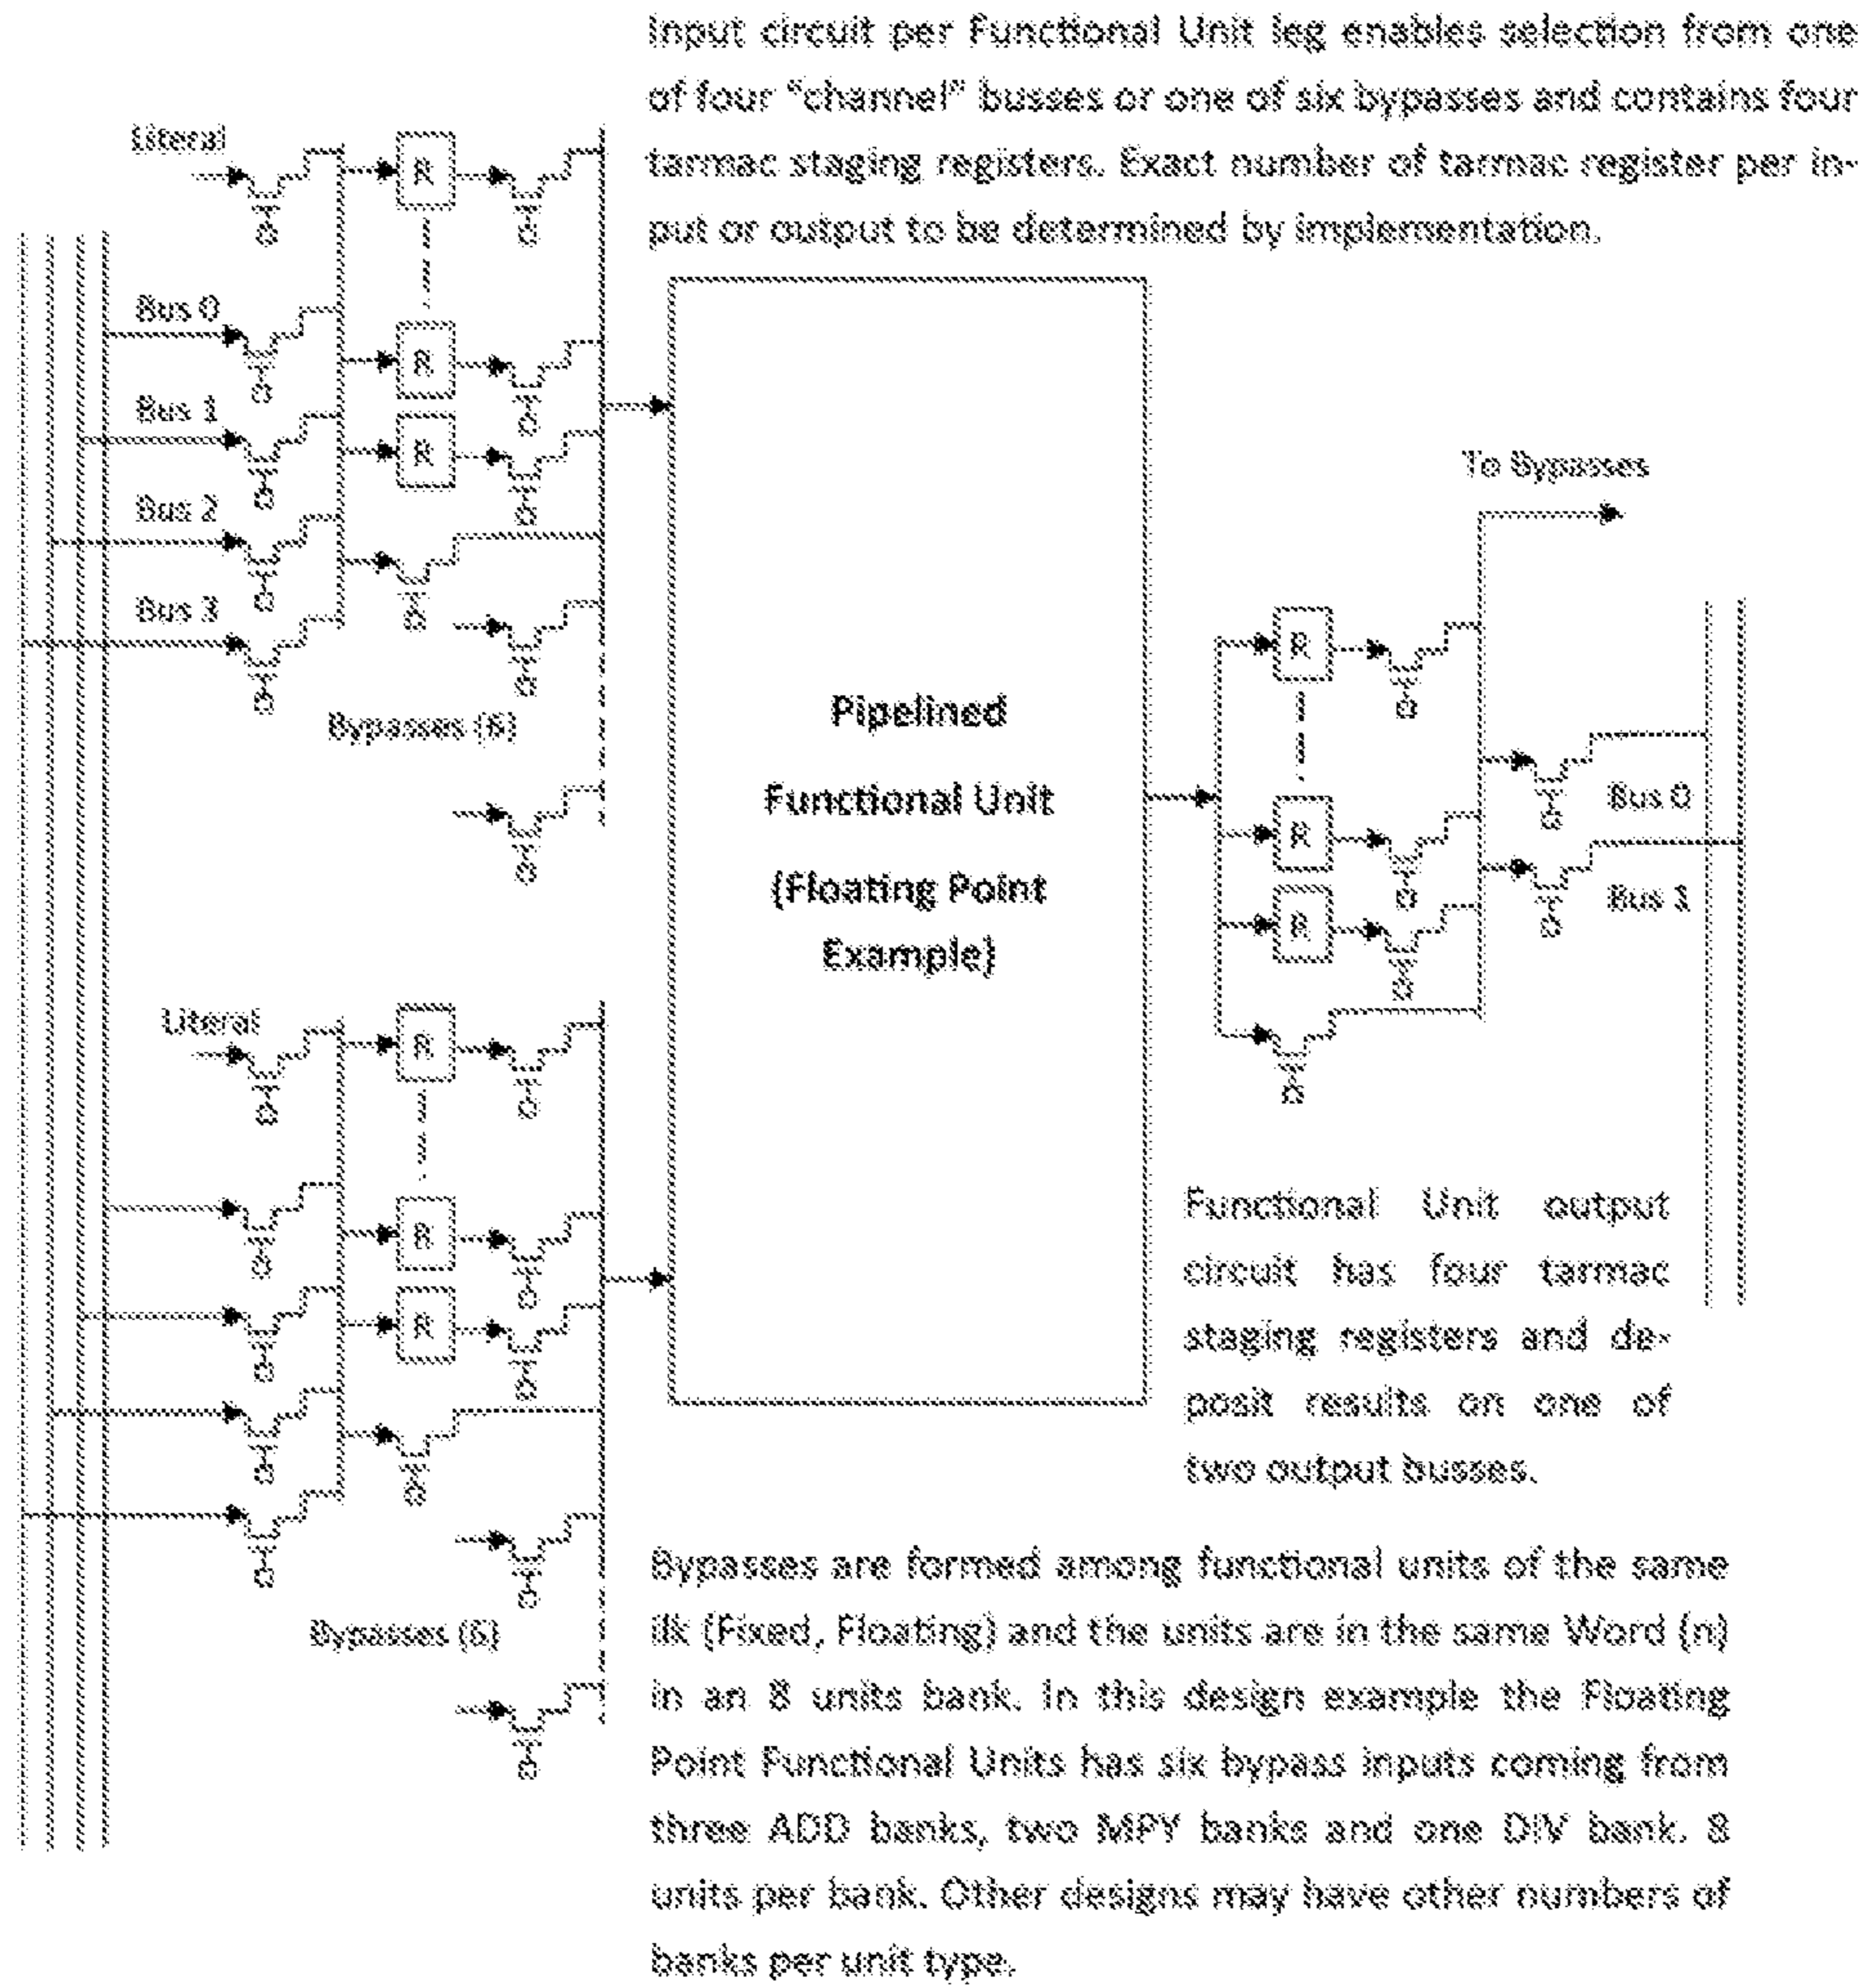 Input circuit per Functional Unit leg enables selection from one
of four “channel” busses or one of six bypasses and contains four
tarmac staging registers. Exact number of tarmac register per in-
put or output to be determined by implementation.
Literal
R
Bus 0
R
Bus 1
R
Bus 2
Bus 3
Bypasses (6)
Pipelined
Functional Unit
(Floating Point
Example)
To Bypasses
R
R
Bus 0
R
Bus 1
Literal
R
R
R
Bypasses (6)
Functional Unit output
circuit has four tarmac
staging registers and de-
posit results on one of
two output busses.
Bypasses are formed among functional units of the same
ilk (Fixed, Floating) and the units are in the same Word (n)
in an 8 units bank. In this design example the Floating
Point Functional Units has six bypass inputs coming from
three ADD banks, two MPY banks and one DIV bank. 8
units per bank. Other designs may have other numbers of
banks per unit type.